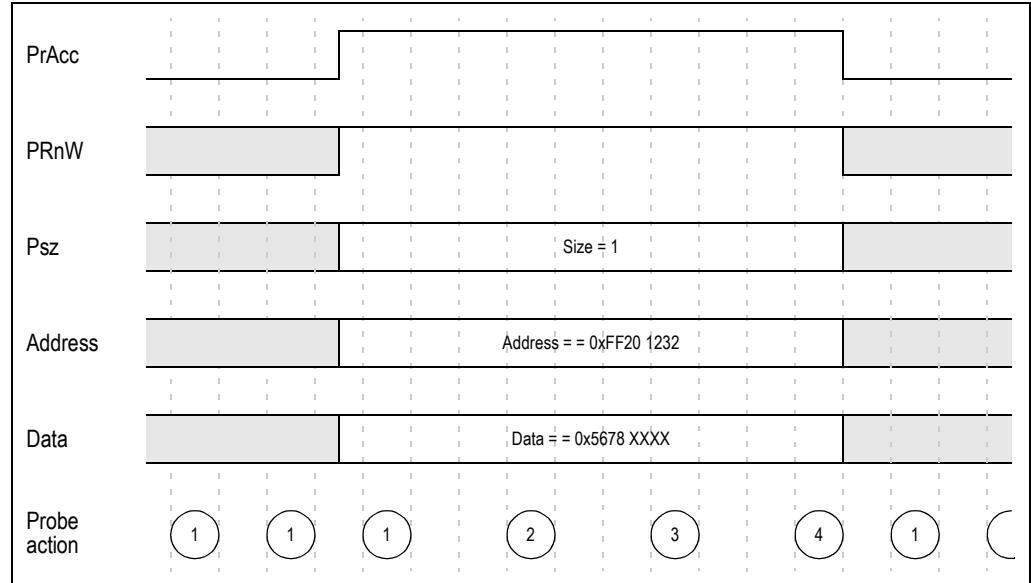 PrAcc
PRnW
Psz
Size = 1
Address
Address = = 0xFF20 1232
Data
Data = = 0x5678 XXXX
Probe
action
1 1 1 2 3 4 1